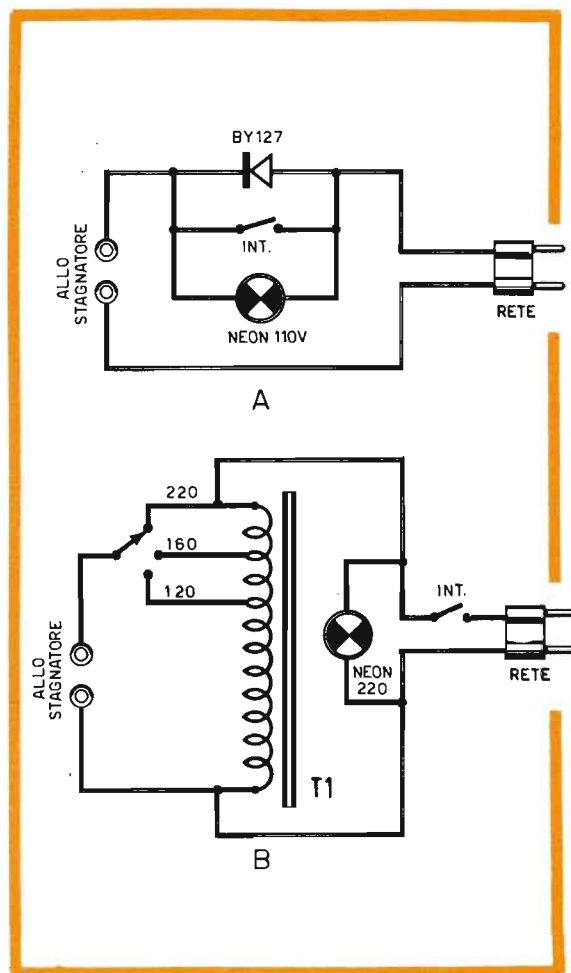 BY127
INT.
ALLO
STAGNATORE
NEON 110V
RETE
A
220
160
120
INT.
ALLO
STAGNATORE
NEON
220
RETE
T1
B